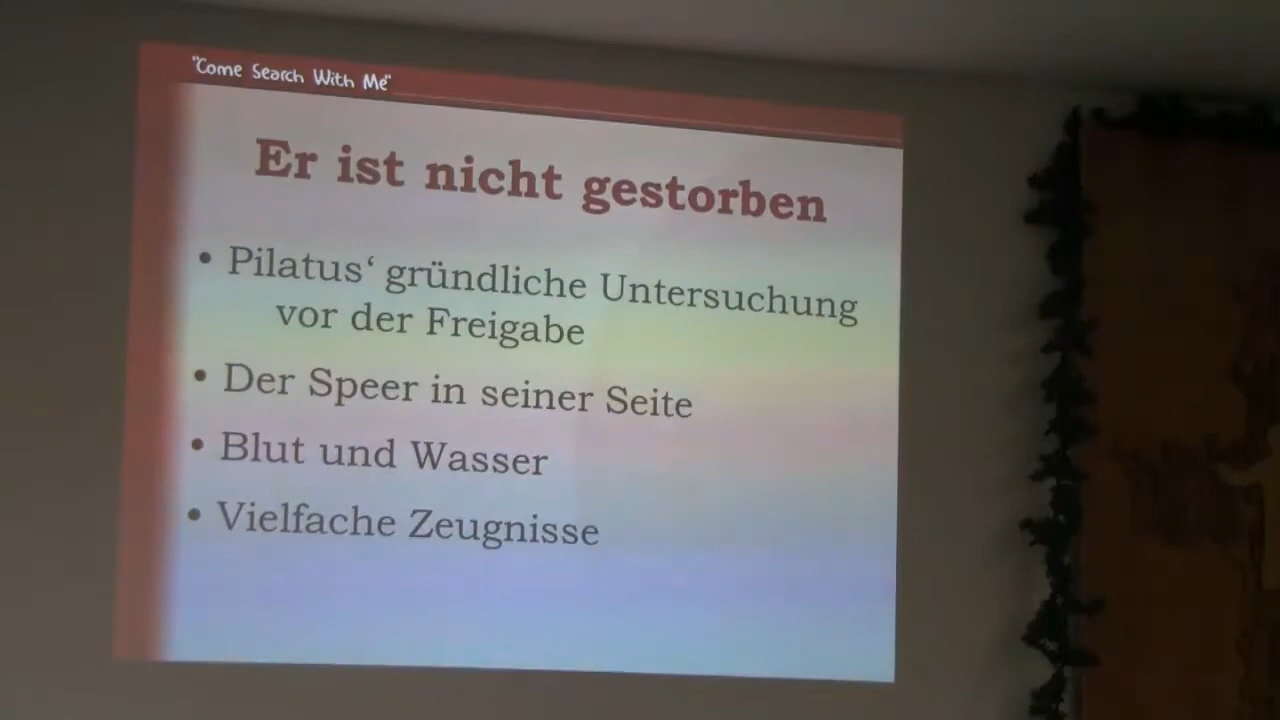 "Come Search With Me"
Er ist nicht gestorben
• Pilatus‘ gründliche Untersuchung
vor der Freigabe
• Der Speer in seiner Seite
• Blut und Wasser
• Vielfache Zeugnisse